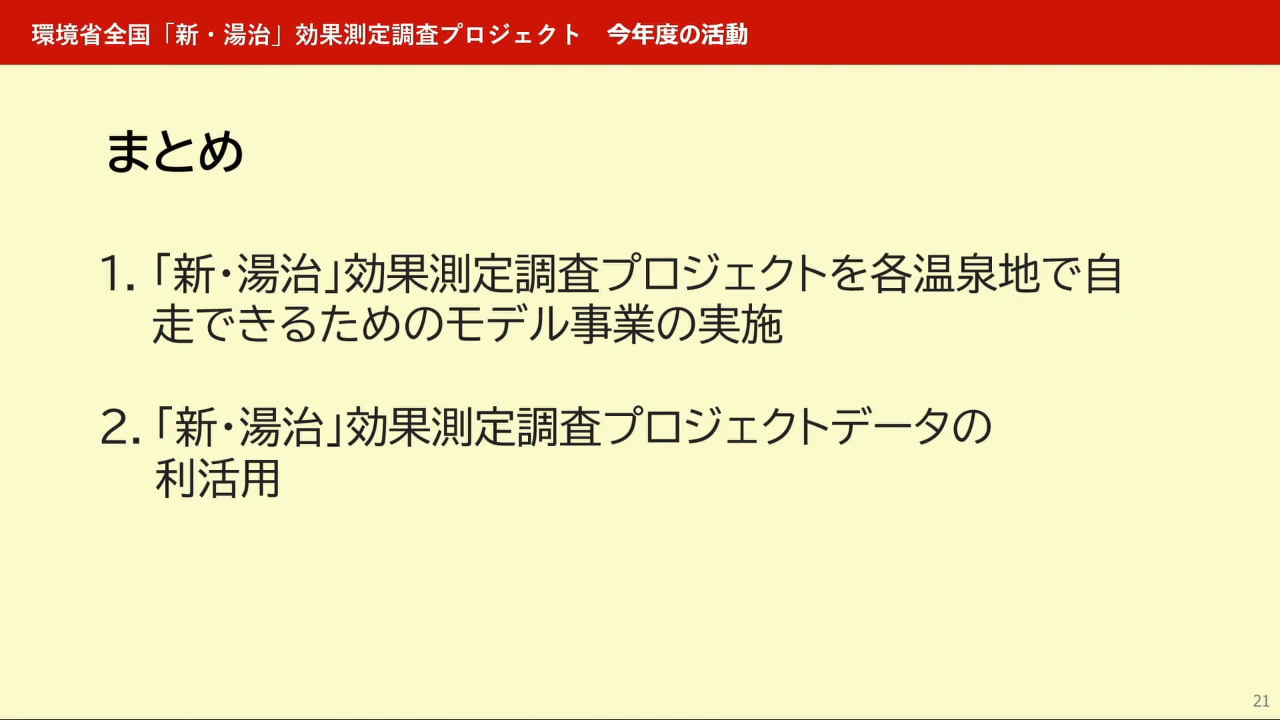 環境省全国「新・湯治」効果測定調査プロジェクト　今年度の活動
まとめ
1. 「新・湯治」効果測定調査プロジェクトを各温泉地で自
走できるためのモデル事業の実施
2. 「新・湯治」効果測定調査プロジェクトデータの
利活用
21